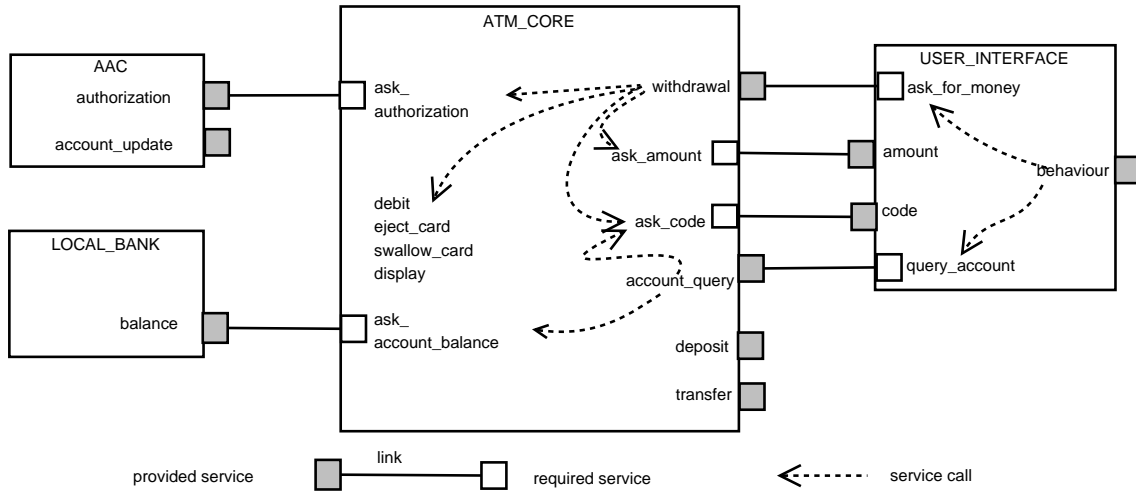 ATM_CORE
AAC
authorization
account_update
ask_
authorization
withdrawal
USER_INTERFACE
ask_for_money
ask_amount
amount
behaviour
debit
eject_card
swallow_card
display
ask_code
code
LOCAL_BANK
account_query
query_account
balance
ask_
account_balance
deposit
transfer
provided service
link
required service
service call